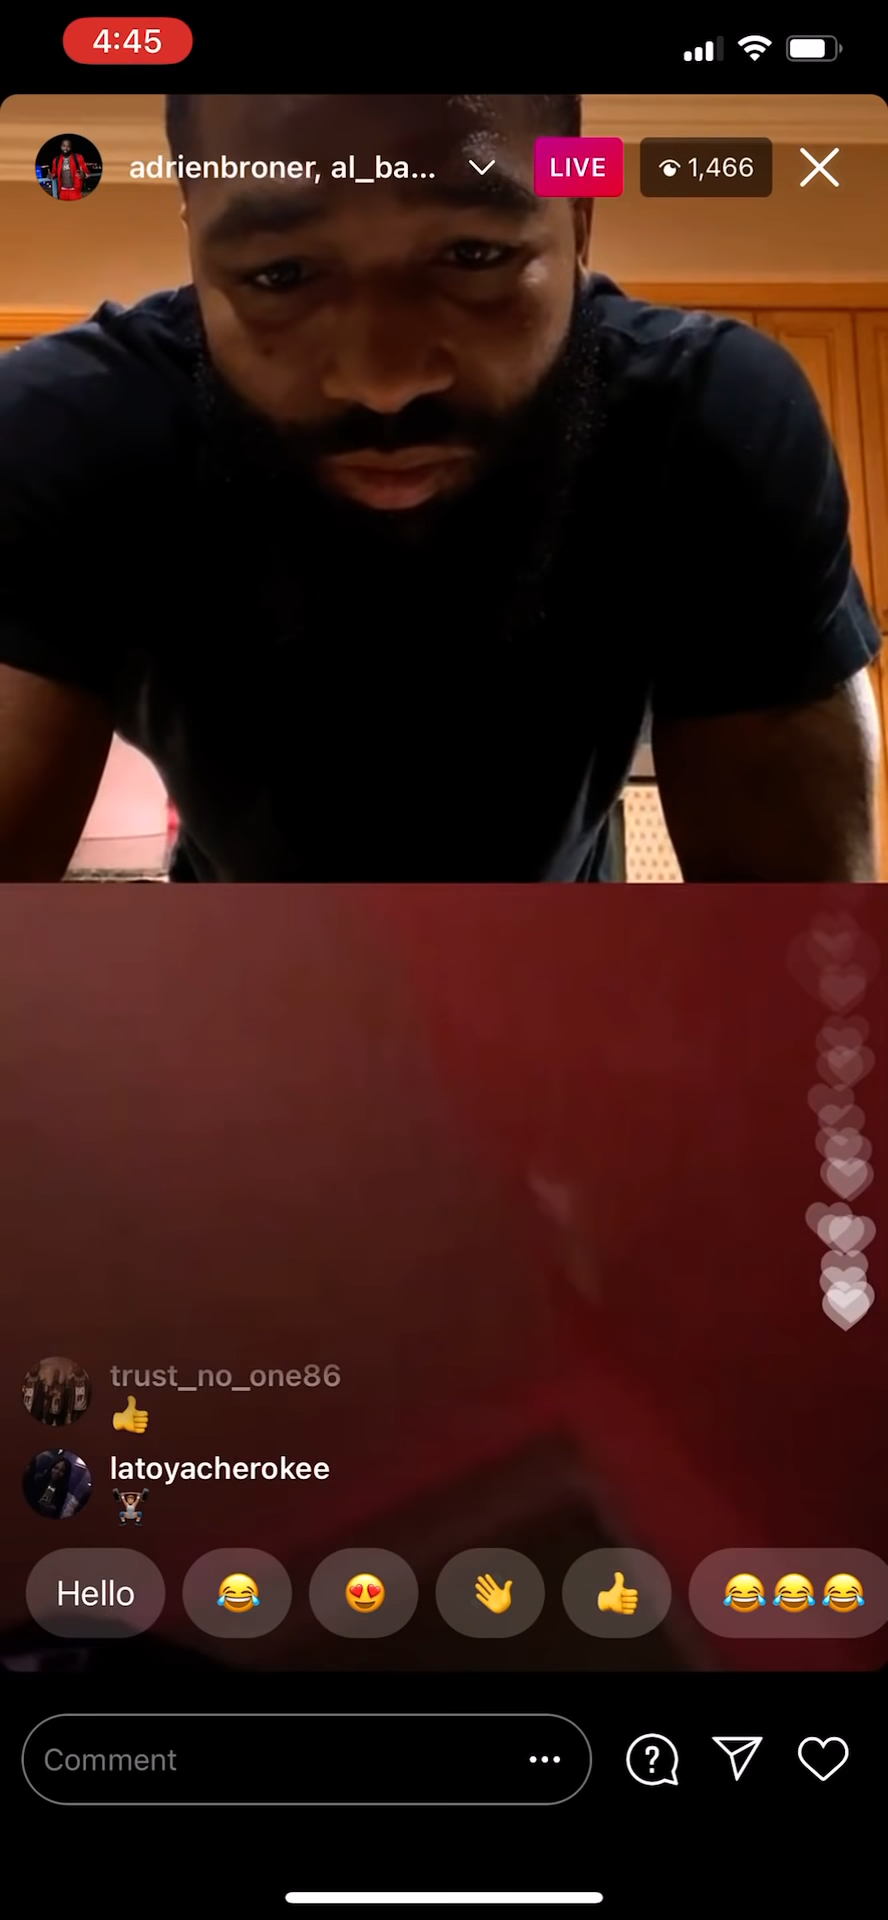 4:45
adrienbroner, al_ba...
LIVE
1,466
trust_no_one86
👍
latoyacherokee
🏋🏽
Hello 😂 😍 👋 👍 😂😂😂
Comment